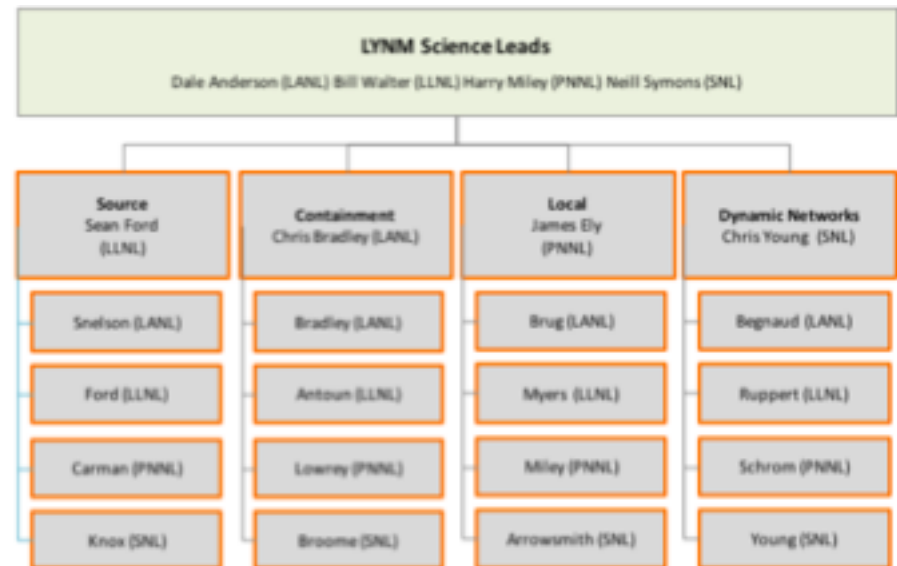 LYNM Science Leads
Dale Anderson (LANL) Bill Walter (LLNL) Harry Miley (PNNL) Neill Symons (SNL)
Source
Sean Ford
(LLNL)
Snelson (LANL)
Ford (LLNL)
Carman (PNNL)
Knox (SNL)
Containment
Chris Bradley (LANL)
Bradley (LANL)
Antoun (LLNL)
Lowrey (PNNL)
Broome (SNL)
Local
James Ely
(PNNL)
Brug (LANL)
Myers (LLNL)
Miley (PNNL)
Arrowsmith (SNL)
Dynamic Networks
Chris Young (SNL)
Begnaud (LANL)
Ruppert (LLNL)
Schrom (PNNL)
Young (SNL)